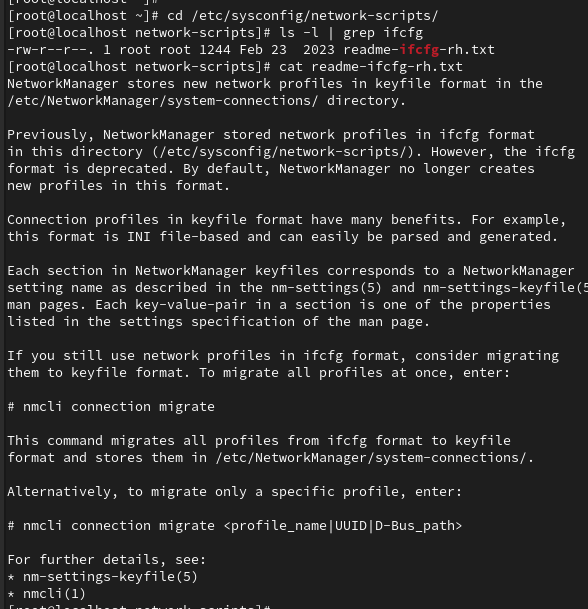 [root@localhost ~]#
[root@localhost ~]# cd /etc/sysconfig/network-scripts/
[root@localhost network-scripts]# ls -l | grep ifcfg
-rw-r--r--. 1 root root 1244 Feb 23  2023 readme-ifcfg-rh.txt
[root@localhost network-scripts]# cat readme-ifcfg-rh.txt
NetworkManager stores new network profiles in keyfile format in the
/etc/NetworkManager/system-connections/ directory.

Previously, NetworkManager stored network profiles in ifcfg format
in this directory (/etc/sysconfig/network-scripts/). However, the ifcfg
format is deprecated. By default, NetworkManager no longer creates
new profiles in this format.

Connection profiles in keyfile format have many benefits. For example,
this format is INI file-based and can easily be parsed and generated.

Each section in NetworkManager keyfiles corresponds to a NetworkManager
setting name as described in the nm-settings(5) and nm-settings-keyfile(5
man pages. Each key-value-pair in a section is one of the properties
listed in the settings specification of the man page.

If you still use network profiles in ifcfg format, consider migrating
them to keyfile format. To migrate all profiles at once, enter:

# nmcli connection migrate

This command migrates all profiles from ifcfg format to keyfile
format and stores them in /etc/NetworkManager/system-connections/.

Alternatively, to migrate only a specific profile, enter:

# nmcli connection migrate <profile_name|UUID|D-Bus_path>

For further details, see:
* nm-settings-keyfile(5)
* nmcli(1)
[root@localhost network-scripts]#